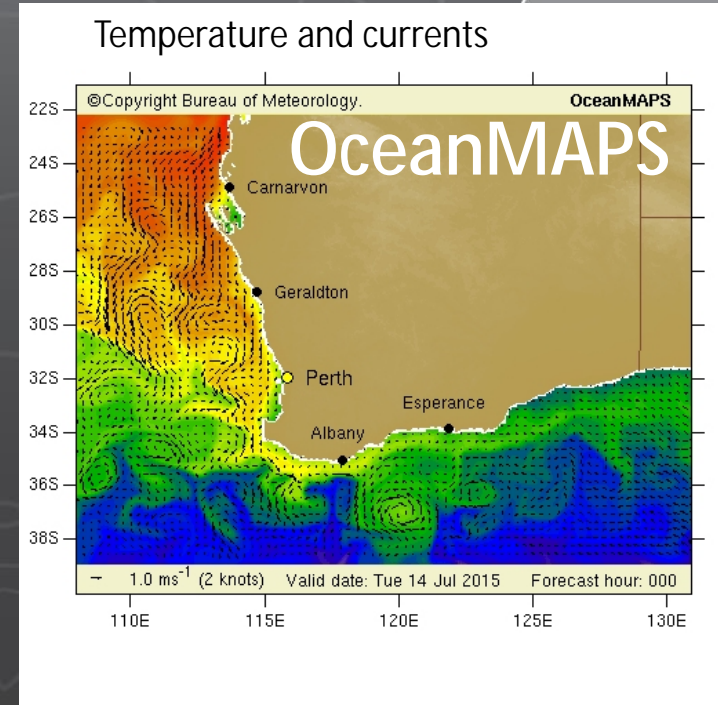 Temperature and currents
©Copyright Bureau of Meteorology. OceanMAPS
OceanMAPS
22S
24S
Carnarvon
26S
28S
Geraldton
30S
32S
Perth
Esperance
34S
Albany
36S
38S
1.0 ms-1 (2 knots) Valid date: Tue 14 Jul 2015 Forecast hour: 000
110E 115E 120E 125E 130E